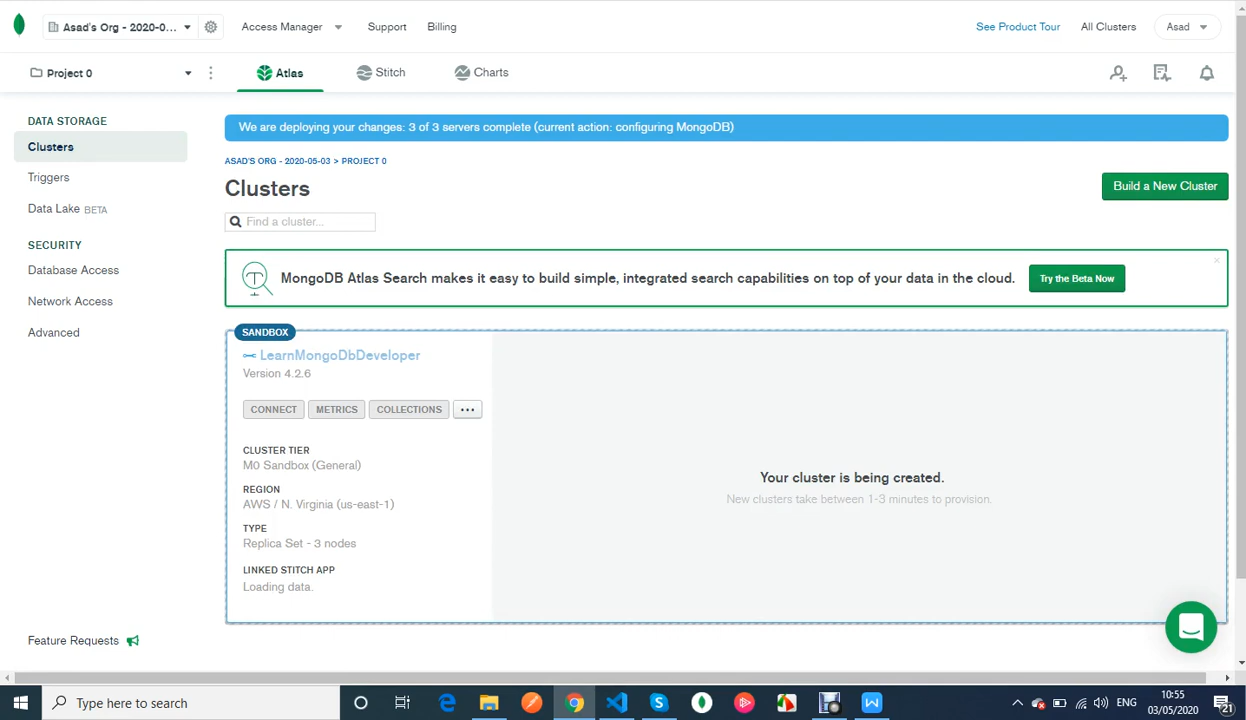 Asad's Org - 2020-0...
Access Manager
Support
Billing
See Product Tour
All Clusters
Asad
Project 0
Atlas
Stitch
Charts
DATA STORAGE
Clusters
Triggers
Data Lake BETA
SECURITY
Database Access
Network Access
Advanced
Feature Requests
We are deploying your changes: 3 of 3 servers complete (current action: configuring MongoDB)
ASAD'S ORG - 2020-05-03 > PROJECT 0
Clusters
Build a New Cluster
Find a cluster...
MongoDB Atlas Search makes it easy to build simple, integrated search capabilities on top of your data in the cloud.
Try the Beta Now
SANDBOX
LearnMongoDbDeveloper
Version 4.2.6
CONNECT
METRICS
COLLECTIONS
...
CLUSTER TIER
M0 Sandbox (General)
REGION
AWS / N. Virginia (us-east-1)
TYPE
Replica Set - 3 nodes
LINKED STITCH APP
Loading data.
Your cluster is being created.
New clusters take between 1-3 minutes to provision.
Type here to search
ENG
10:55
03/05/2020
21